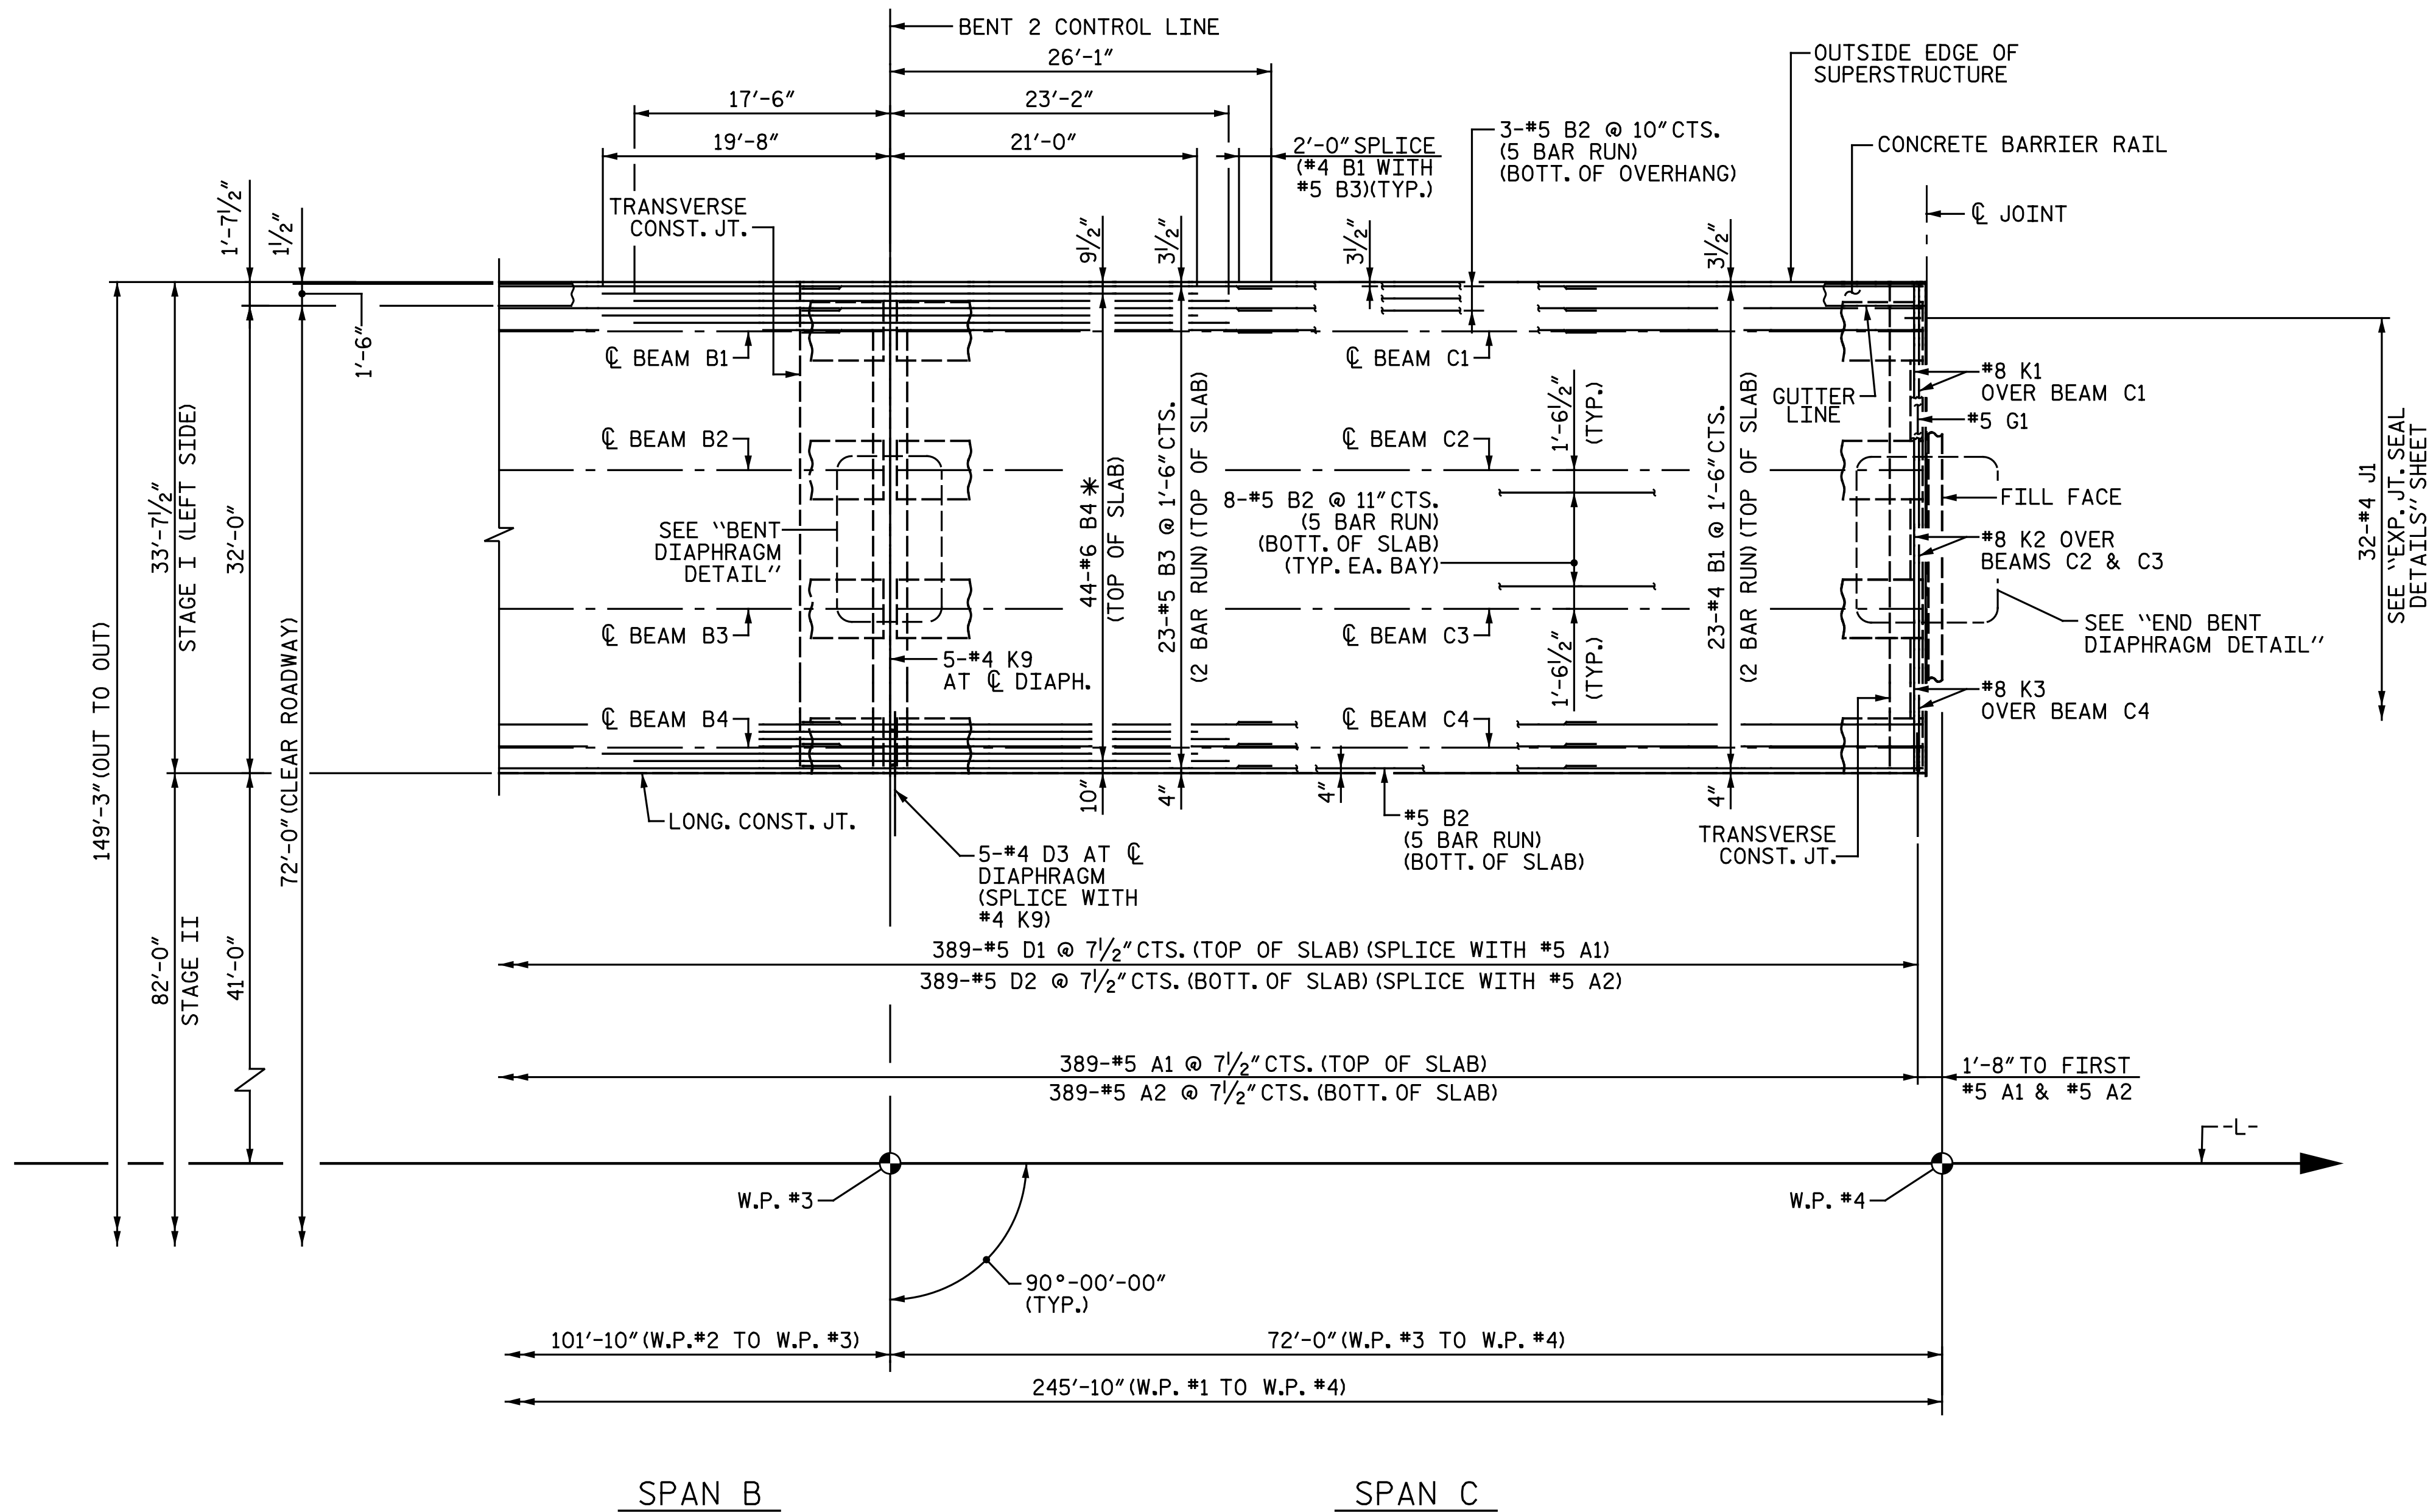 BENT 2 CONTROL LINE
26'-1"
OUTSIDE EDGE OF
SUPERSTRUCTURE
17'-6"
23'-2"
19'-8"
21'-0"
2'-0" SPLICE
(#4 B1 WITH
#5 B3)(TYP.)
3-#5 B2 @ 10" CTS.
(5 BAR RUN)
(BOTT. OF OVERHANG)
CONCRETE BARRIER RAIL
℄ JOINT
TRANSVERSE
CONST. JT.
1'-7½"
1½"
9½"
3½"
3½"
3½"
1'-6"
℄ BEAM B1
℄ BEAM C1
GUTTER
LINE
#8 K1
OVER BEAM C1
#5 G1
℄ BEAM B2
℄ BEAM C2
1'-6½"
(TYP.)
SEE "BENT
DIAPHRAGM
DETAIL"
8-#5 B2 @ 11" CTS.
(5 BAR RUN)
(BOTT. OF SLAB)
(TYP. EA. BAY)
44-#6 B4 *
(TOP OF SLAB)
23-#5 B3 @ 1'-6" CTS.
(2 BAR RUN) (TOP OF SLAB)
23-#4 B1 @ 1'-6" CTS.
(2 BAR RUN) (TOP OF SLAB)
FILL FACE
#8 K2 OVER
BEAMS C2 & C3
32-#4 J1
SEE "EXP. JT. SEAL
DETAILS" SHEET
SEE "END BENT
DIAPHRAGM DETAIL"
℄ BEAM B3
℄ BEAM C3
5-#4 K9
AT ℄ DIAPH.
1'-6½"
(TYP.)
#8 K3
OVER BEAM C4
℄ BEAM B4
℄ BEAM C4
149'-3" (OUT TO OUT)
33'-7½"
STAGE I (LEFT SIDE)
32'-0"
72'-0" (CLEAR ROADWAY)
82'-0"
STAGE II
41'-0"
LONG. CONST. JT.
10"
4"
4"
4"
#5 B2
(5 BAR RUN)
(BOTT. OF SLAB)
TRANSVERSE
CONST. JT.
5-#4 D3 AT ℄
DIAPHRAGM
(SPLICE WITH
#4 K9)
389-#5 D1 @ 7½" CTS. (TOP OF SLAB) (SPLICE WITH #5 A1)
389-#5 D2 @ 7½" CTS. (BOTT. OF SLAB) (SPLICE WITH #5 A2)
389-#5 A1 @ 7½" CTS. (TOP OF SLAB)
389-#5 A2 @ 7½" CTS. (BOTT. OF SLAB)
1'-8" TO FIRST
#5 A1 & #5 A2
-L-
W.P. #3
W.P. #4
90°-00'-00"
(TYP.)
101'-10" (W.P. #2 TO W.P. #3)
72'-0" (W.P. #3 TO W.P. #4)
245'-10" (W.P. #1 TO W.P. #4)
SPAN B
SPAN C